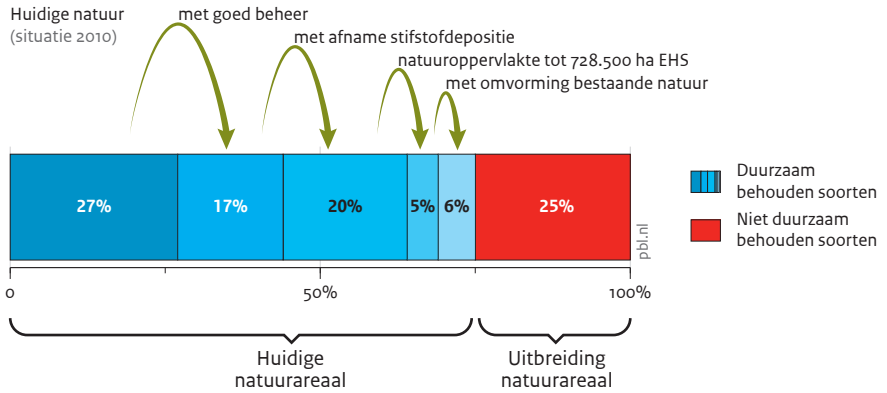 Huidige natuur
(situatie 2010)
met goed beheer
met afname stifstofdepositie
natuuroppervlakte tot 728.500 ha EHS
met omvorming bestaande natuur
27%
17%
20%
5%
6%
25%
pbl.nl
Duurzaam
behouden soorten
Niet duurzaam
behouden soorten
0
50%
100%
Huidige
natuurareaal
Uitbreiding
natuurareaal